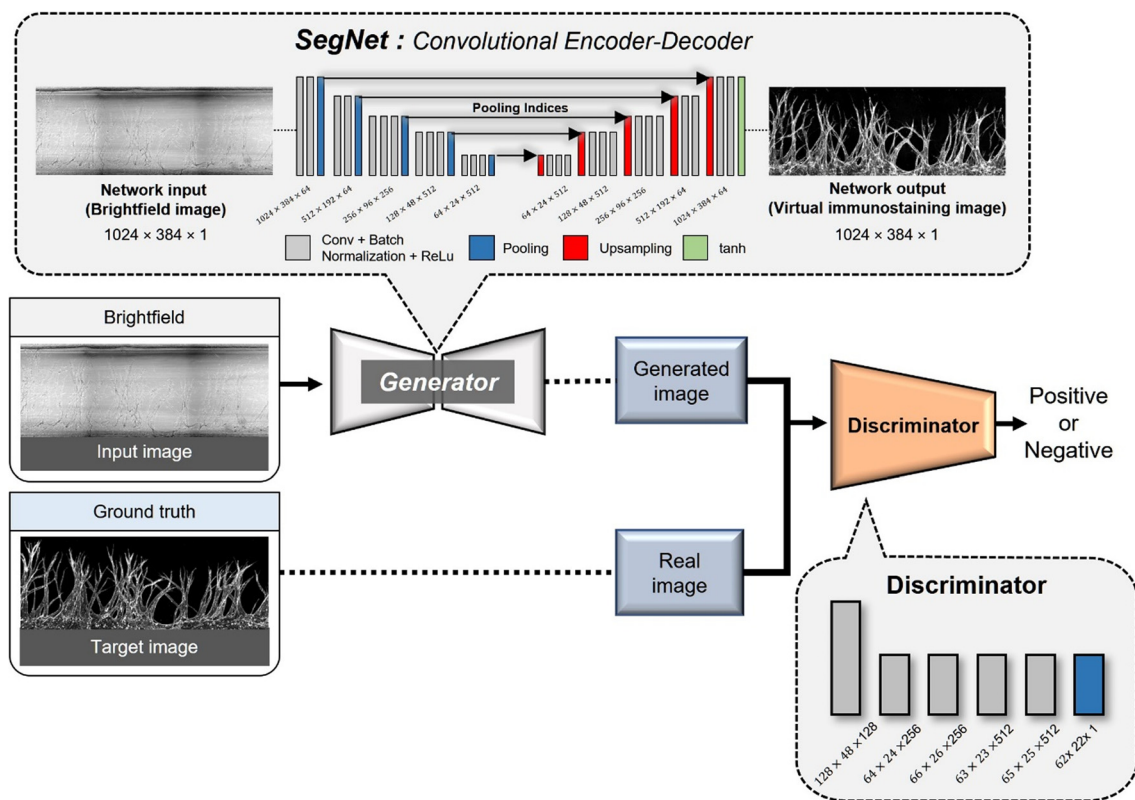 SegNet : Convolutional Encoder-Decoder
Pooling Indices
Network input
(Brightfield image)
1024 × 384 × 1
1024 × 384 × 64
512 × 192 × 64
256 × 96 × 256
128 × 48 × 512
64 × 24 × 512
64 × 24 × 512
128 × 48 × 512
256 × 96 × 256
512 × 192 × 64
1024 × 384 × 64
Network output
(Virtual immunostaining image)
1024 × 384 × 1
Conv + Batch
Normalization + ReLu
Pooling
Upsampling
tanh
Brightfield
Input image
Generator
Generated
image
Discriminator
Positive
or
Negative
Ground truth
Target image
Real
image
Discriminator
128 × 48 ×128
64 × 24 ×256
66 × 26 ×256
63 × 23 ×512
65 × 25 ×512
62x 22x 1